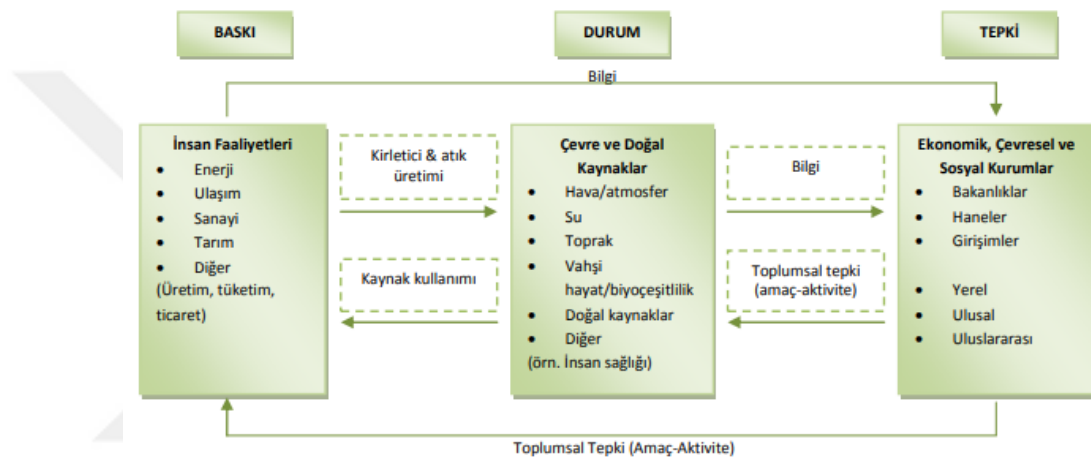 BASKI
DURUM
TEPKİ
Bilgi
İnsan Faaliyetleri
• Enerji
• Ulaşım
• Sanayi
• Tarım
• Diğer
(Üretim, tüketim,
ticaret)
Kirletici & atık
üretimi
Kaynak kullanımı
Çevre ve Doğal
Kaynaklar
• Hava/atmosfer
• Su
• Toprak
• Vahşi
hayat/biyoçeşitlilik
• Doğal kaynaklar
• Diğer
(örn. İnsan sağlığı)
Bilgi
Toplumsal tepki
(amaç-aktivite)
Ekonomik, Çevresel ve
Sosyal Kurumlar
• Bakanlıklar
• Haneler
• Girişimler
• Yerel
• Ulusal
• Uluslararası
Toplumsal Tepki (Amaç-Aktivite)